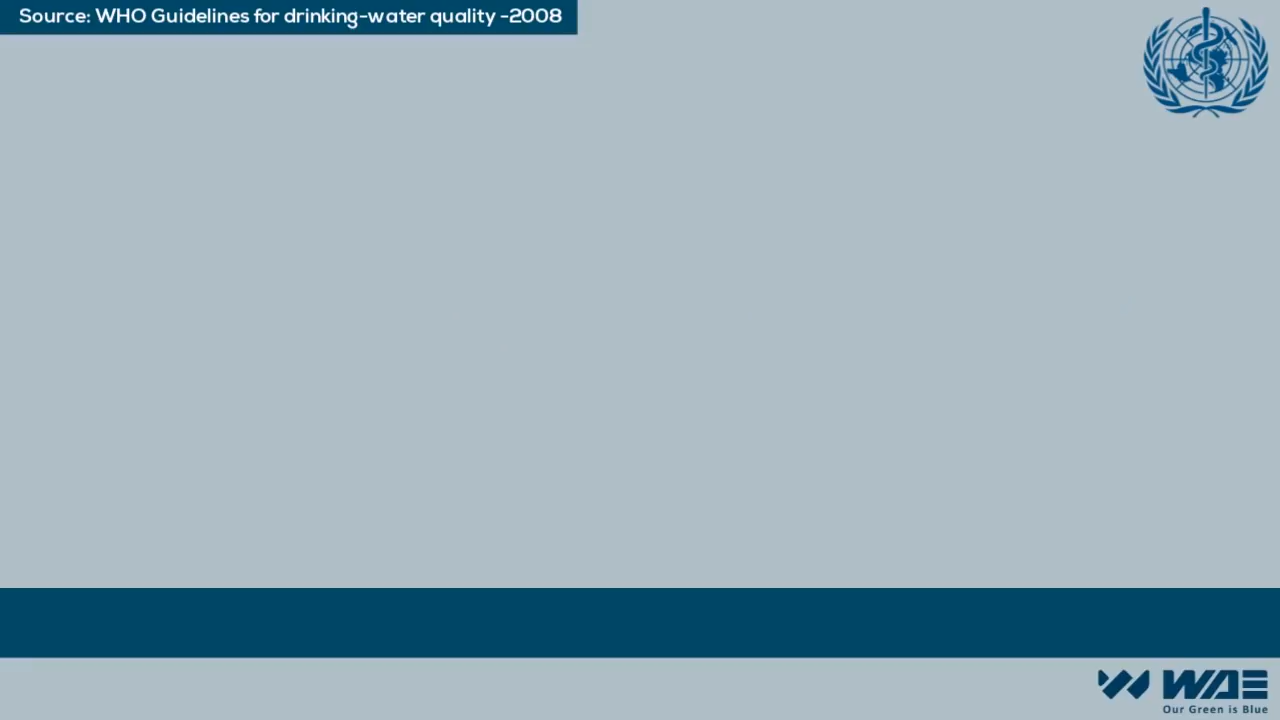 Source: WHO Guidelines for drinking-water quality -2008
WAE
Our Green is Blue